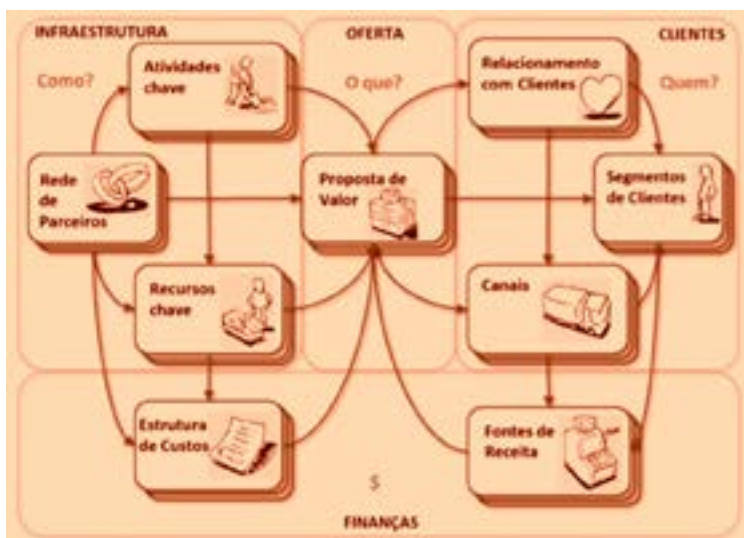 INFRAESTRUTURA
OFERTA
CLIENTES
Como?
O que?
Quem?
Atividades
chave
Relacionamento
com Clientes
Rede
de
Parceiros
Proposta de
Valor
Segmentos
de Clientes
Recursos
chave
Canais
Estrutura
de Custos
Fontes de
Receita
$
FINANÇAS